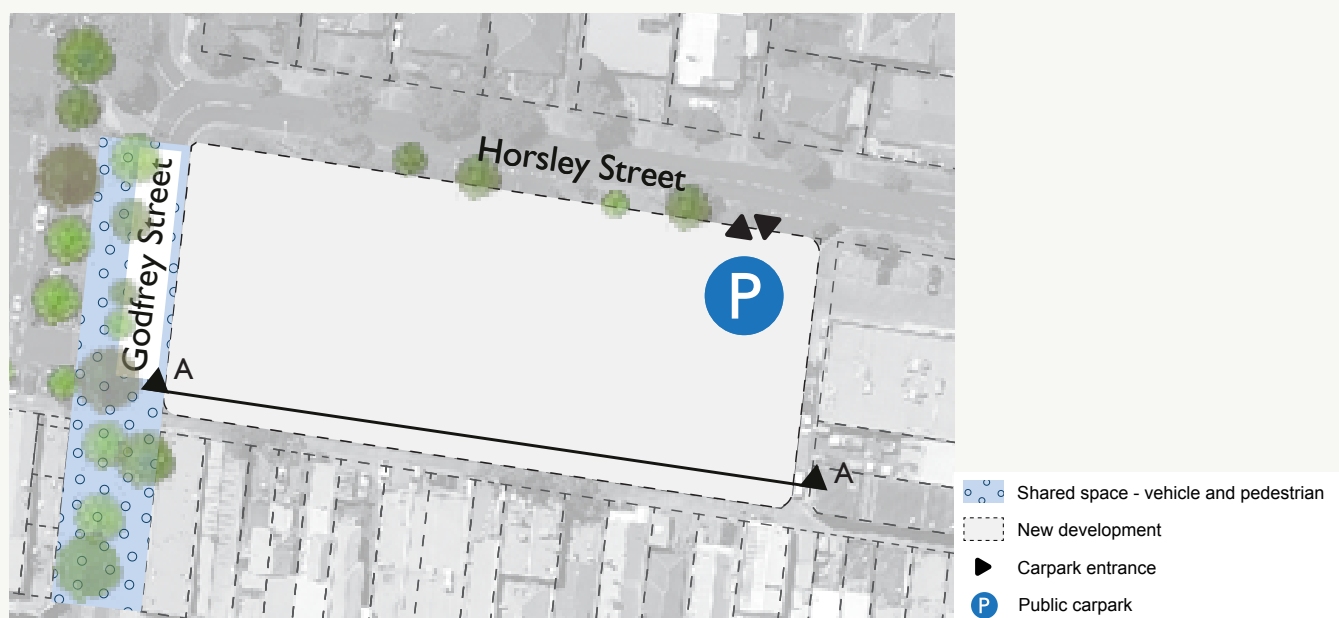 Horsley Street
Godfrey Street
P
A
A
Shared space - vehicle and pedestrian
New development
Carpark entrance
P Public carpark